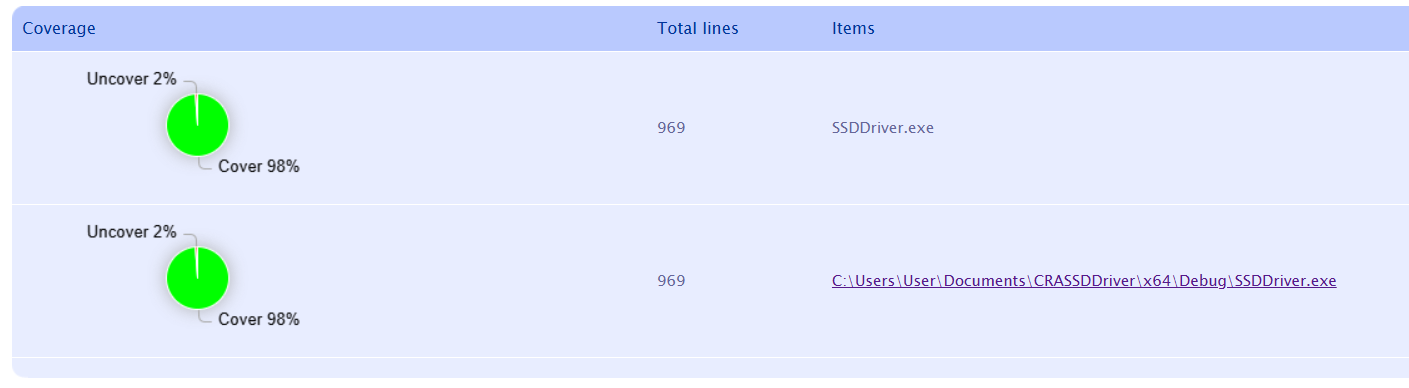 Coverage Total lines Items
Uncover 2%
969 SSDDriver.exe
Cover 98%
Uncover 2%
969 C:\Users\User\Documents\CRASSDDriver\x64\Debug\SSDDriver.exe
Cover 98%